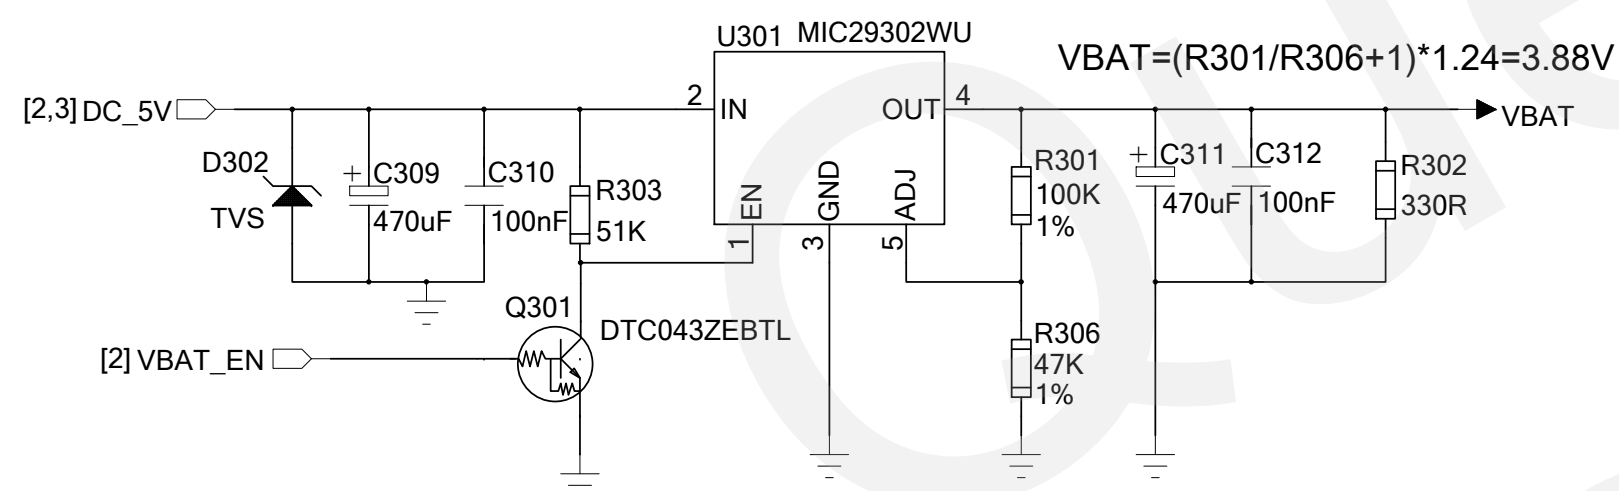 U301 MIC29302WU
VBAT=(R301/R306+1)*1.24=3.88V
[2,3] DC_5V
2
IN
OUT
4
VBAT
D302
TVS
+
C309
470uF
C310
100nF
R303
51K
EN
GND
ADJ
1
3
5
R301
100K
1%
+
C311
470uF
C312
100nF
R302
330R
Q301
DTC043ZEBTL
[2] VBAT_EN
R306
47K
1%